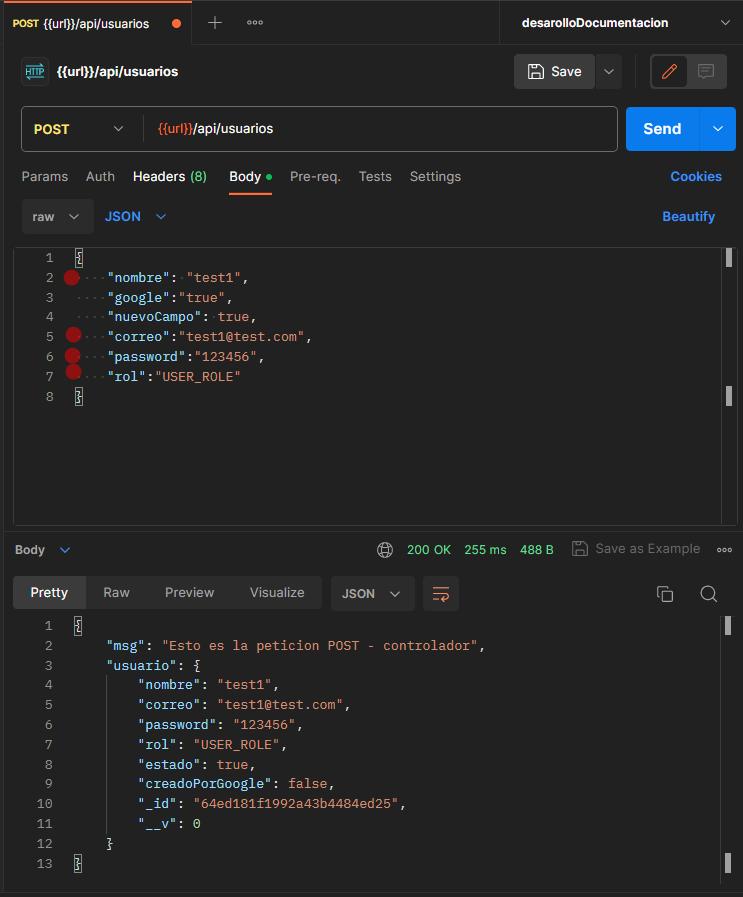 POST {{url}}/api/usuarios
desarolloDocumentacion
HTTP {{url}}/api/usuarios
Save
POST {{url}}/api/usuarios
Send
Params Auth Headers (8) Body Pre-req. Tests Settings Cookies
raw JSON Beautify
1 {
2 "nombre": "test1",
3 "google":"true",
4 "nuevoCampo": true,
5 "correo":"test1@test.com",
6 "password":"123456",
7 "rol":"USER_ROLE"
8 }
Body 200 OK 255 ms 488 B Save as Example
Pretty Raw Preview Visualize JSON
1 {
2 "msg": "Esto es la peticion POST - controlador",
3 "usuario": {
4 "nombre": "test1",
5 "correo": "test1@test.com",
6 "password": "123456",
7 "rol": "USER_ROLE",
8 "estado": true,
9 "creadoPorGoogle": false,
10 "_id": "64ed181f1992a43b4484ed25",
11 "__v": 0
12 }
13 }